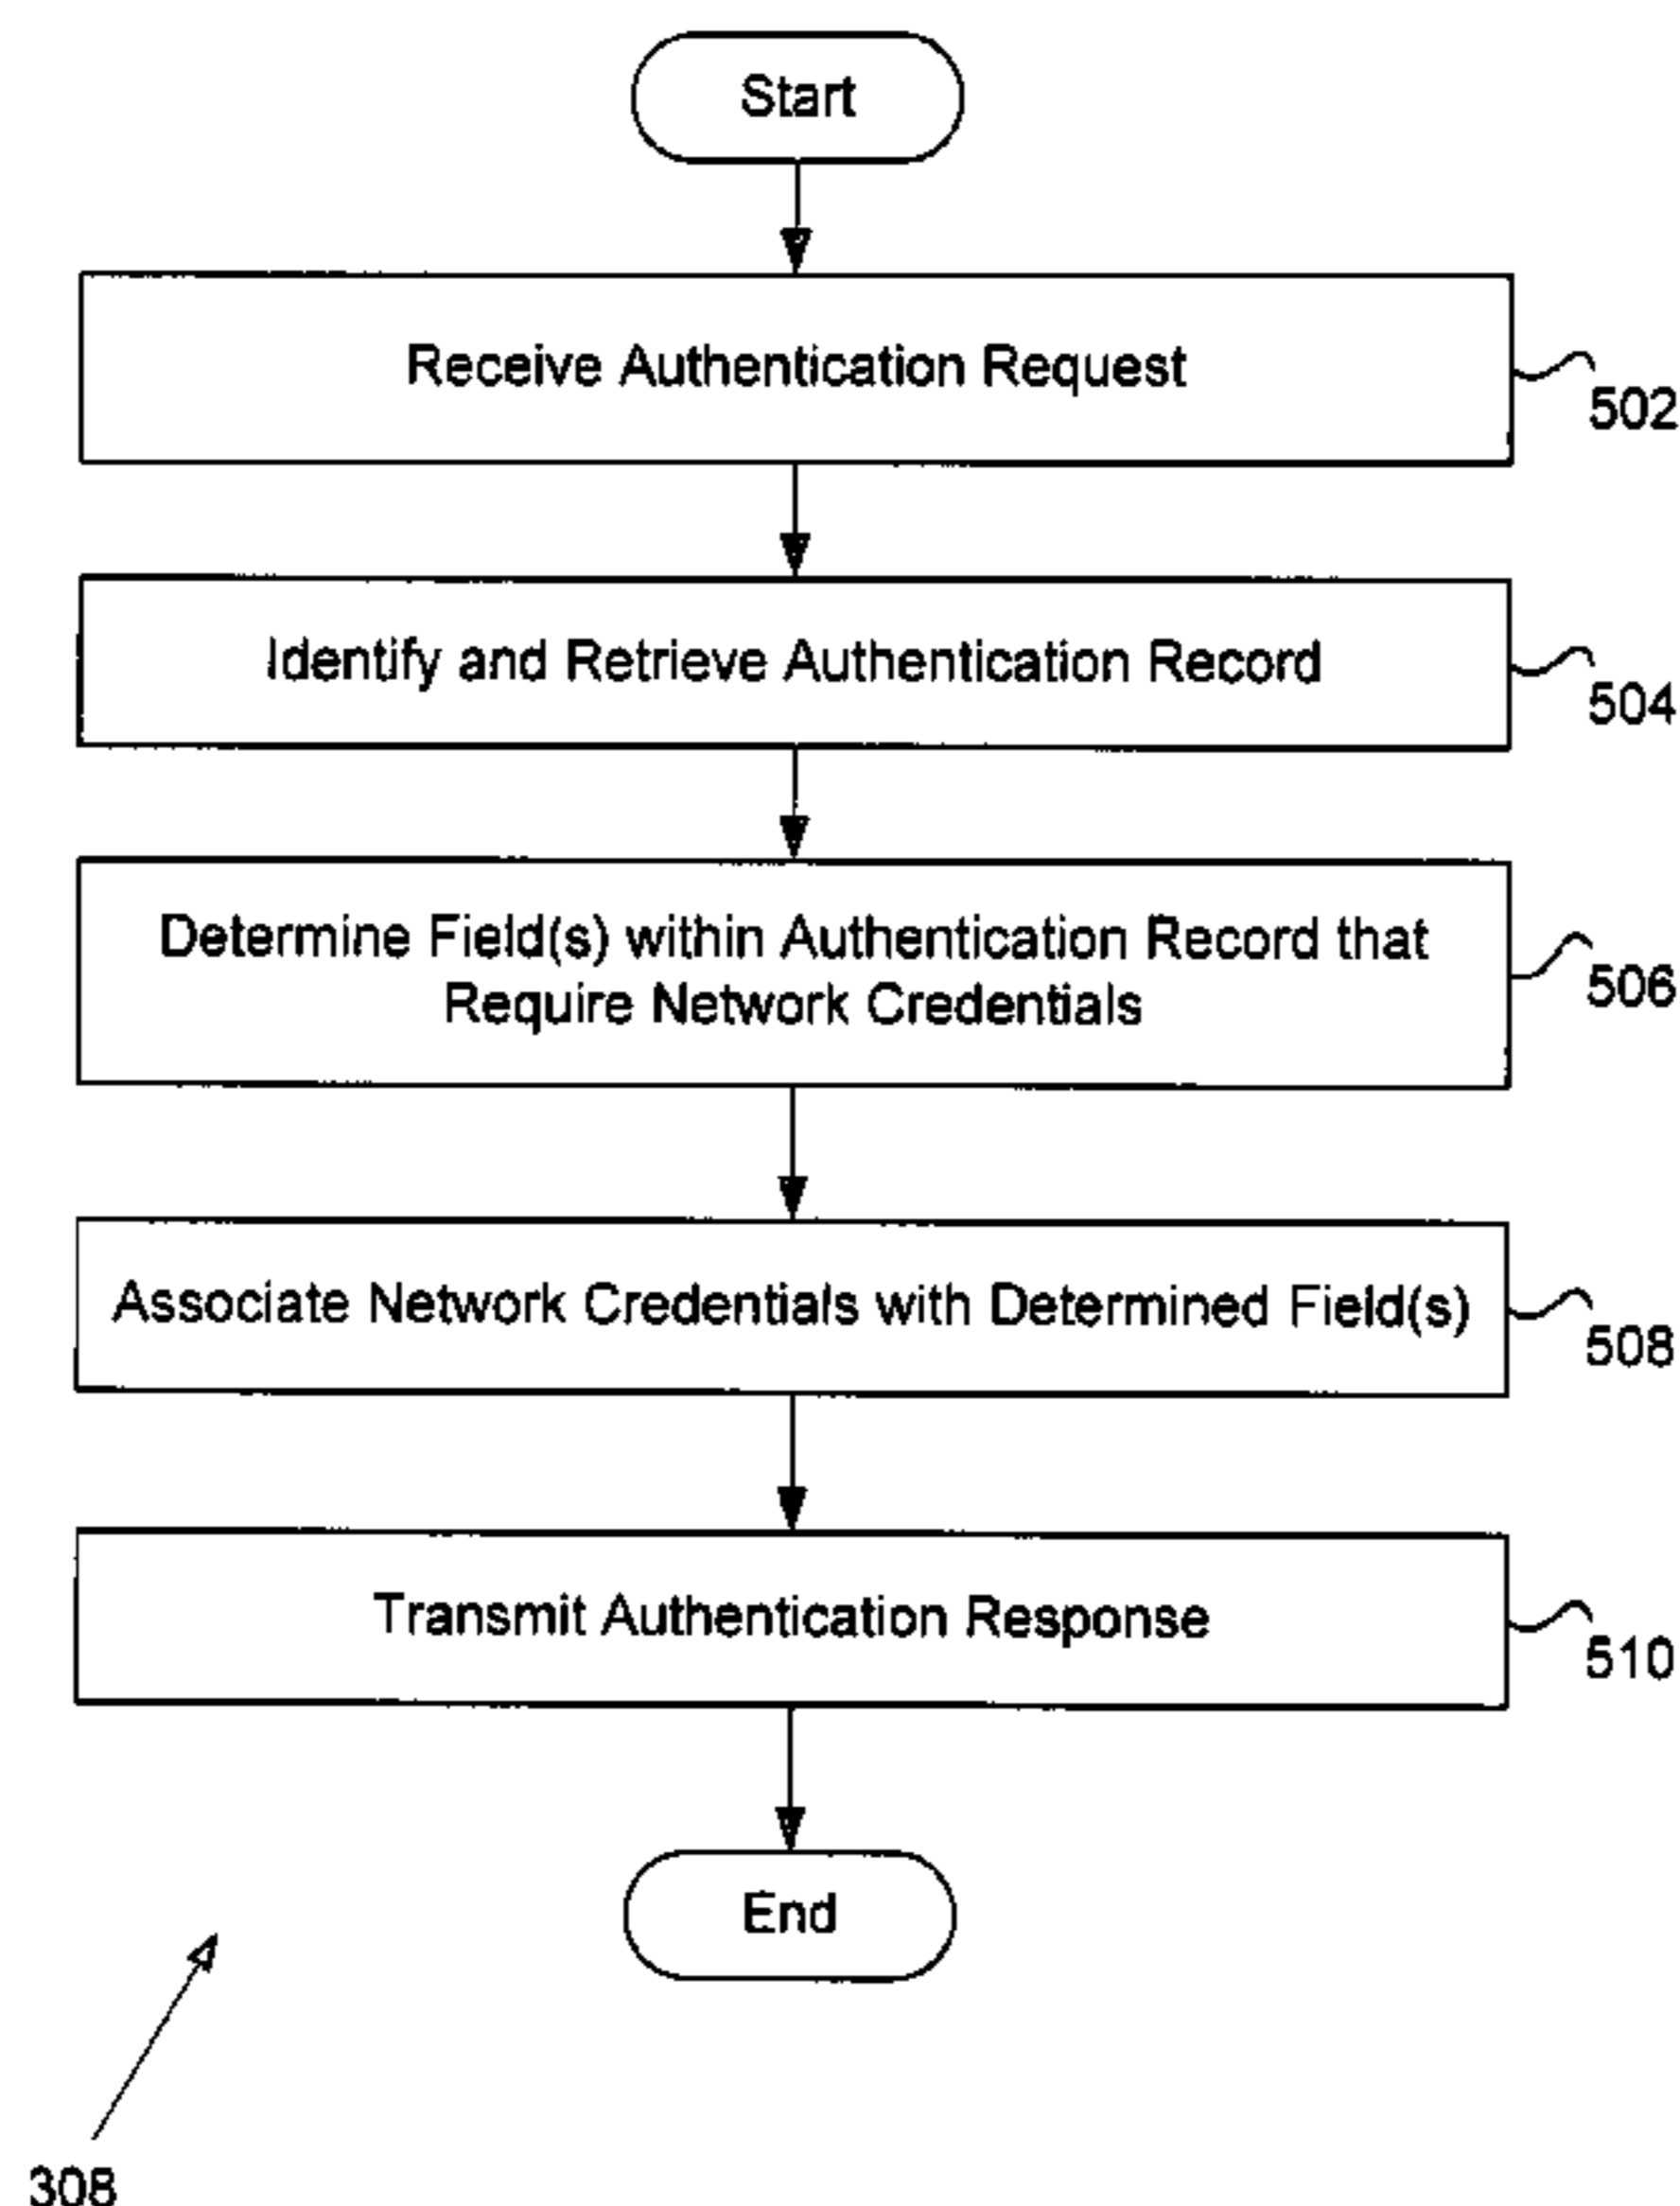 Start
Receive Authentication Request
502
Identify and Retrieve Authentication Record
504
Determine Field(s) within Authentication Record that
Require Network Credentials
506
Associate Network Credentials with Determined Field(s)
508
Transmit Authentication Response
510
End
308